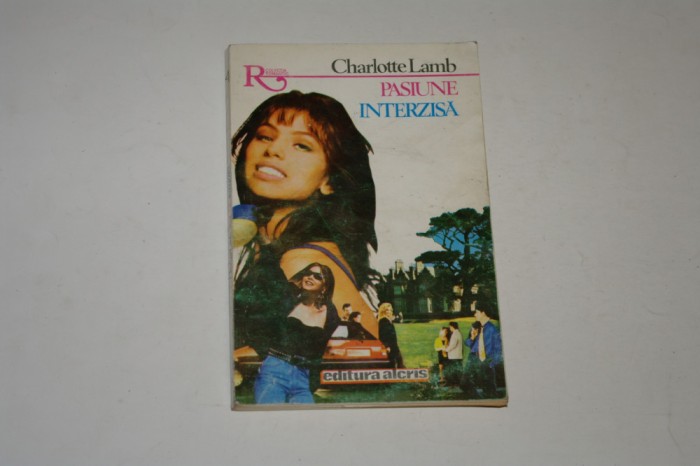 R
Charlotte Lamb
PASIUNE
INTERZISĂ
editura alcris